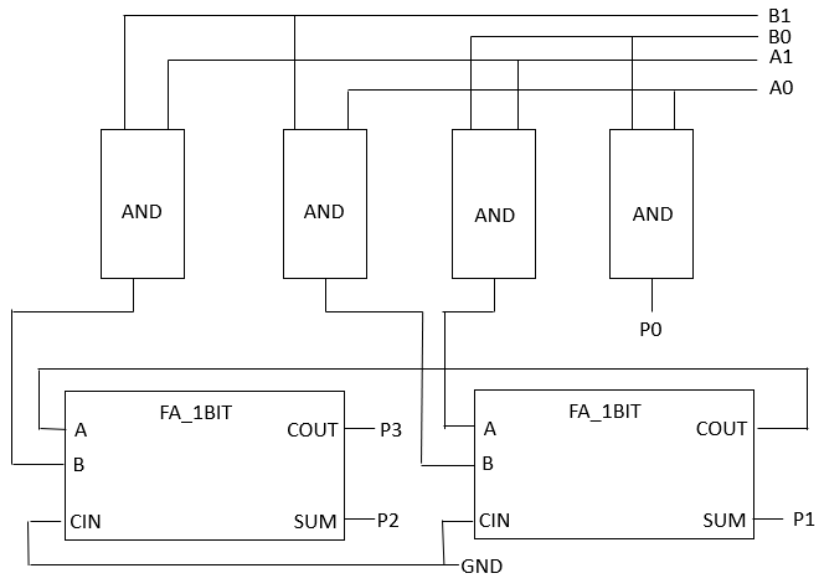 B1
B0
A1
A0
AND AND AND AND
P0
FA_1BIT FA_1BIT
A COUT P3 A COUT
B B
CIN SUM P2 CIN SUM P1
GND